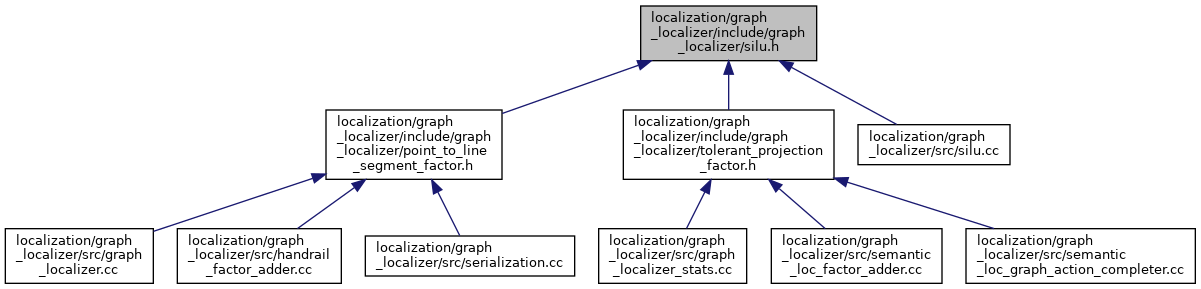 localization/graph
_localizer/include/graph
_localizer/silu.h
localization/graph
_localizer/include/graph
_localizer/point_to_line
_segment_factor.h
localization/graph
_localizer/include/graph
_localizer/tolerant_projection
_factor.h
localization/graph
_localizer/src/silu.cc
localization/graph
_localizer/src/graph
_localizer.cc
localization/graph
_localizer/src/handrail
_factor_adder.cc
localization/graph
_localizer/src/serialization.cc
localization/graph
_localizer/src/graph
_localizer_stats.cc
localization/graph
_localizer/src/semantic
_loc_factor_adder.cc
localization/graph
_localizer/src/semantic
_loc_graph_action_completer.cc